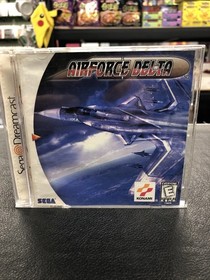 AIRFORCE DELTA
Sega Dreamcast
SEGA
KONAMI